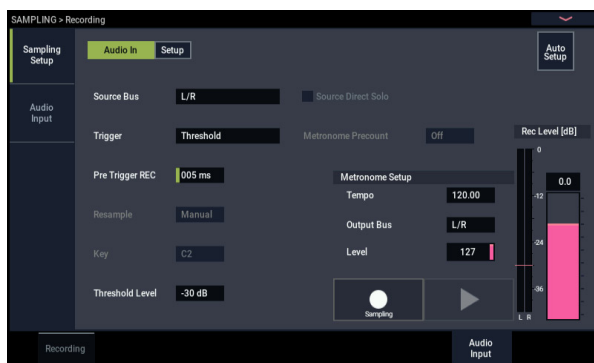 SAMPLING > Recording
Sampling Setup
Audio In Setup
Auto Setup
Audio Input
Source Bus L/R Source Direct Solo
Trigger Threshold Metronome Precount Off
Rec Level [dB]
Pre Trigger REC 005 ms
Metronome Setup
0
0.0
Tempo 120.00
-12
Resample Manual
Output Bus L/R
-24
Key C2
Level 127
Threshold Level -30 dB
-36
Sampling
L R
Recording
Audio Input